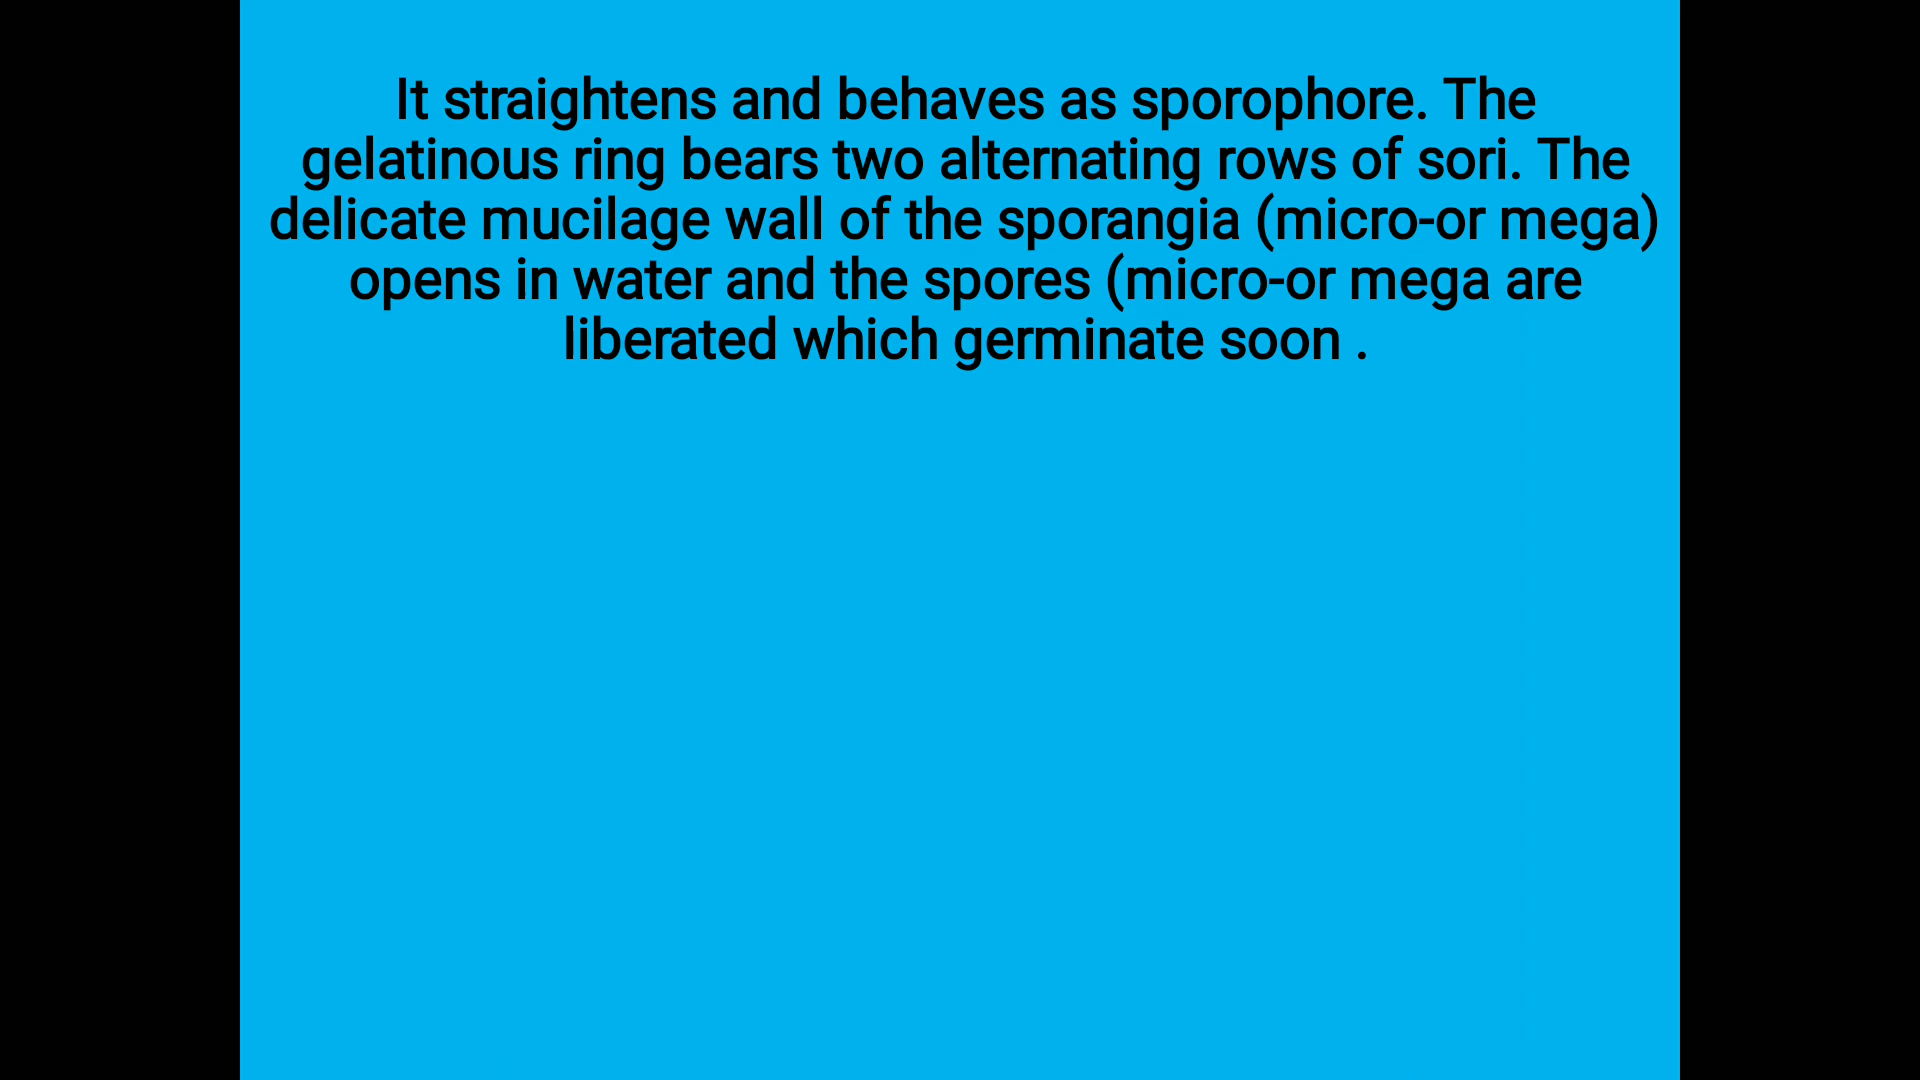 It straightens and behaves as sporophore. The
gelatinous ring bears two alternating rows of sori. The
delicate mucilage wall of the sporangia (micro-or mega)
opens in water and the spores (micro-or mega are
liberated which germinate soon .